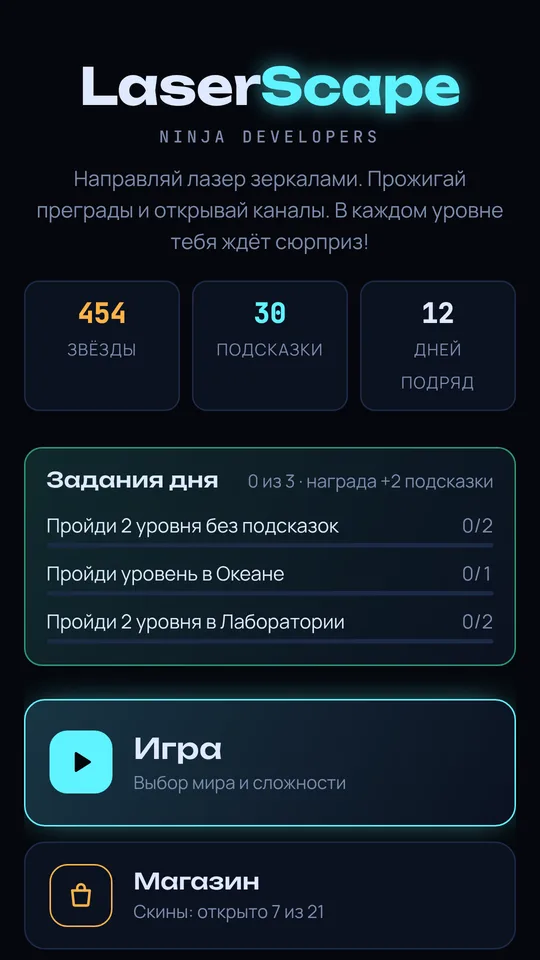 LaserScape
NINJA DEVELOPERS
Направляй лазер зеркалами. Прожигай
преграды и открывай каналы. В каждом уровне
тебя ждёт сюрприз!
454
ЗВЁЗДЫ
30
ПОДСКАЗКИ
12
ДНЕЙ
ПОДРЯД
Задания дня 0 из 3 · награда +2 подсказки
Пройди 2 уровня без подсказок 0/2
Пройди уровень в Океане 0/1
Пройди 2 уровня в Лаборатории 0/2
Игра
Выбор мира и сложности
Магазин
Скины: открыто 7 из 21